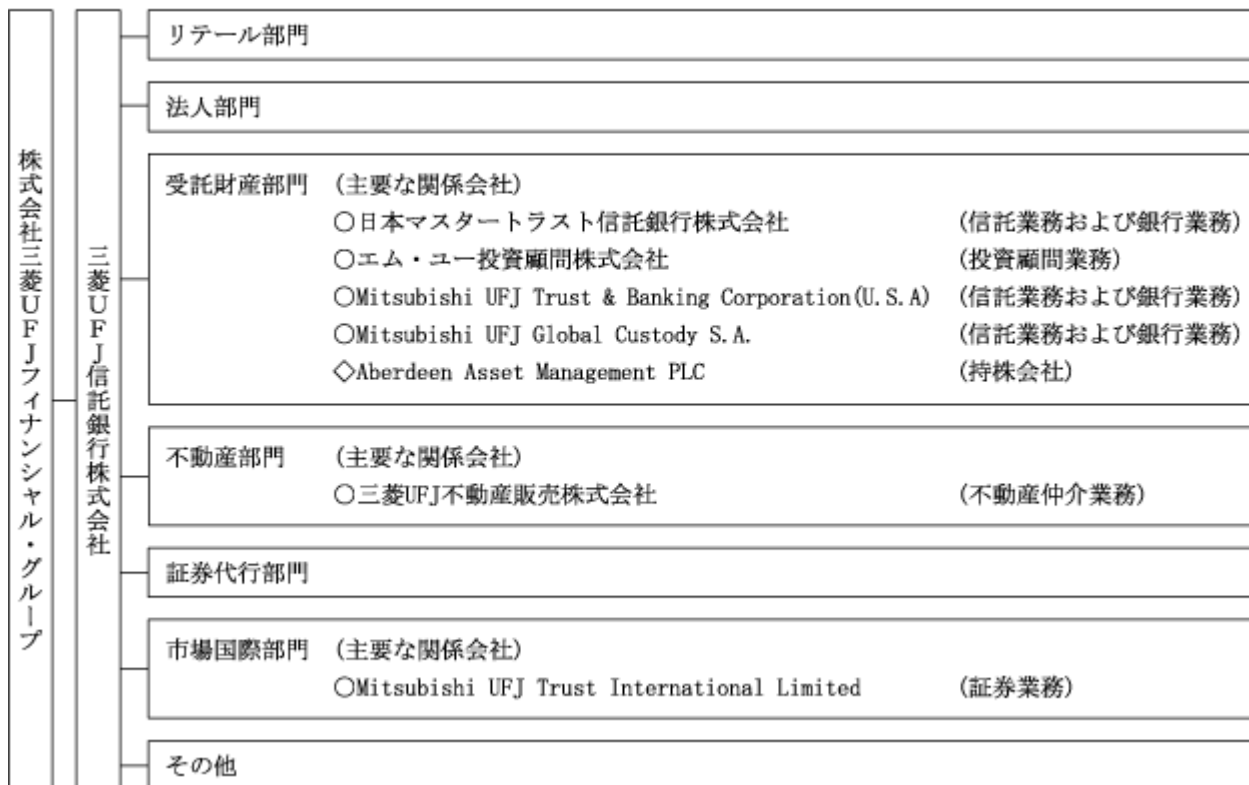 株式会社三菱UFJフィナンシャル・グループ
三菱UFJ信託銀行株式会社
リテール部門
法人部門
受託財産部門 (主要な関係会社)
○日本マスタートラスト信託銀行株式会社 (信託業務および銀行業務)
○エム・ユー投資顧問株式会社 (投資顧問業務)
○Mitsubishi UFJ Trust & Banking Corporation(U.S.A) (信託業務および銀行業務)
○Mitsubishi UFJ Global Custody S.A. (信託業務および銀行業務)
◇Aberdeen Asset Management PLC (持株会社)
不動産部門 (主要な関係会社)
○三菱UFJ不動産販売株式会社 (不動産仲介業務)
証券代行部門
市場国際部門 (主要な関係会社)
○Mitsubishi UFJ Trust International Limited (証券業務)
その他